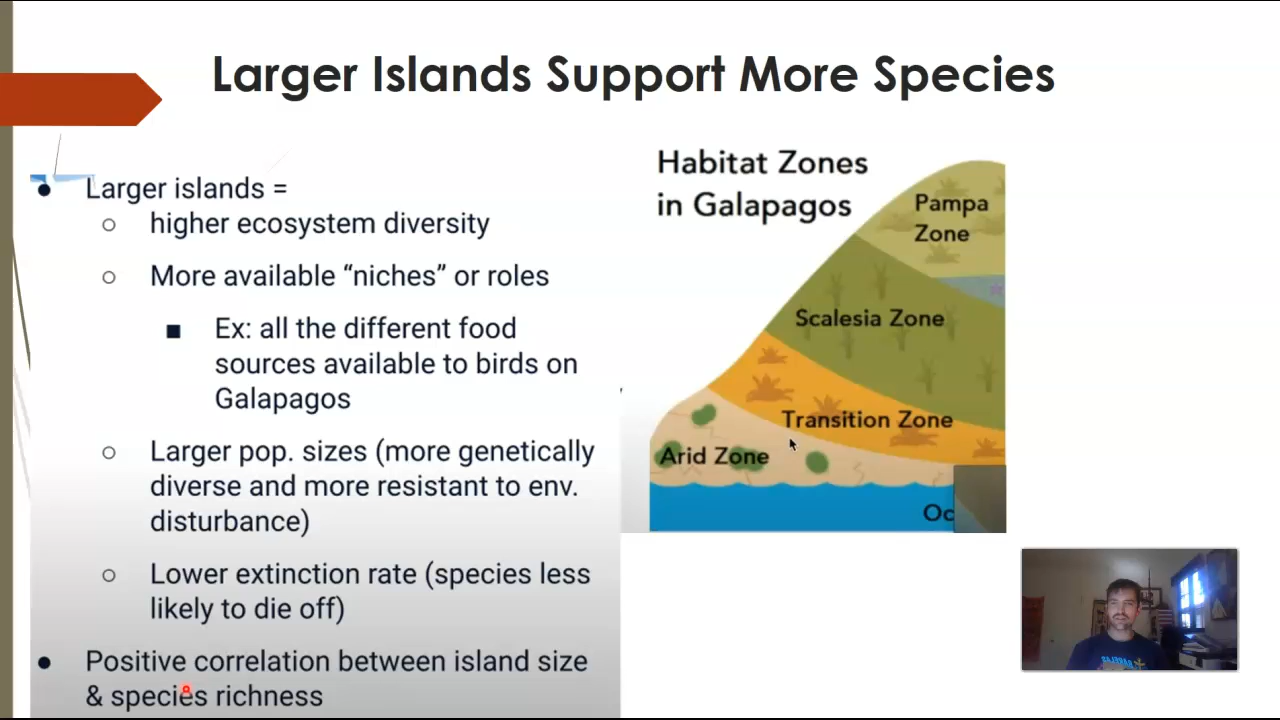 Larger Islands Support More Species
Larger islands =
higher ecosystem diversity
More available “niches” or roles
Ex: all the different food
sources available to birds on
Galapagos
Larger pop. sizes (more genetically
diverse and more resistant to env.
disturbance)
Lower extinction rate (species less
likely to die off)
Positive correlation between island size
& species richness
Habitat Zones
in Galapagos
Pampa
Zone
Scalesia Zone
Transition Zone
Arid Zone
Oc